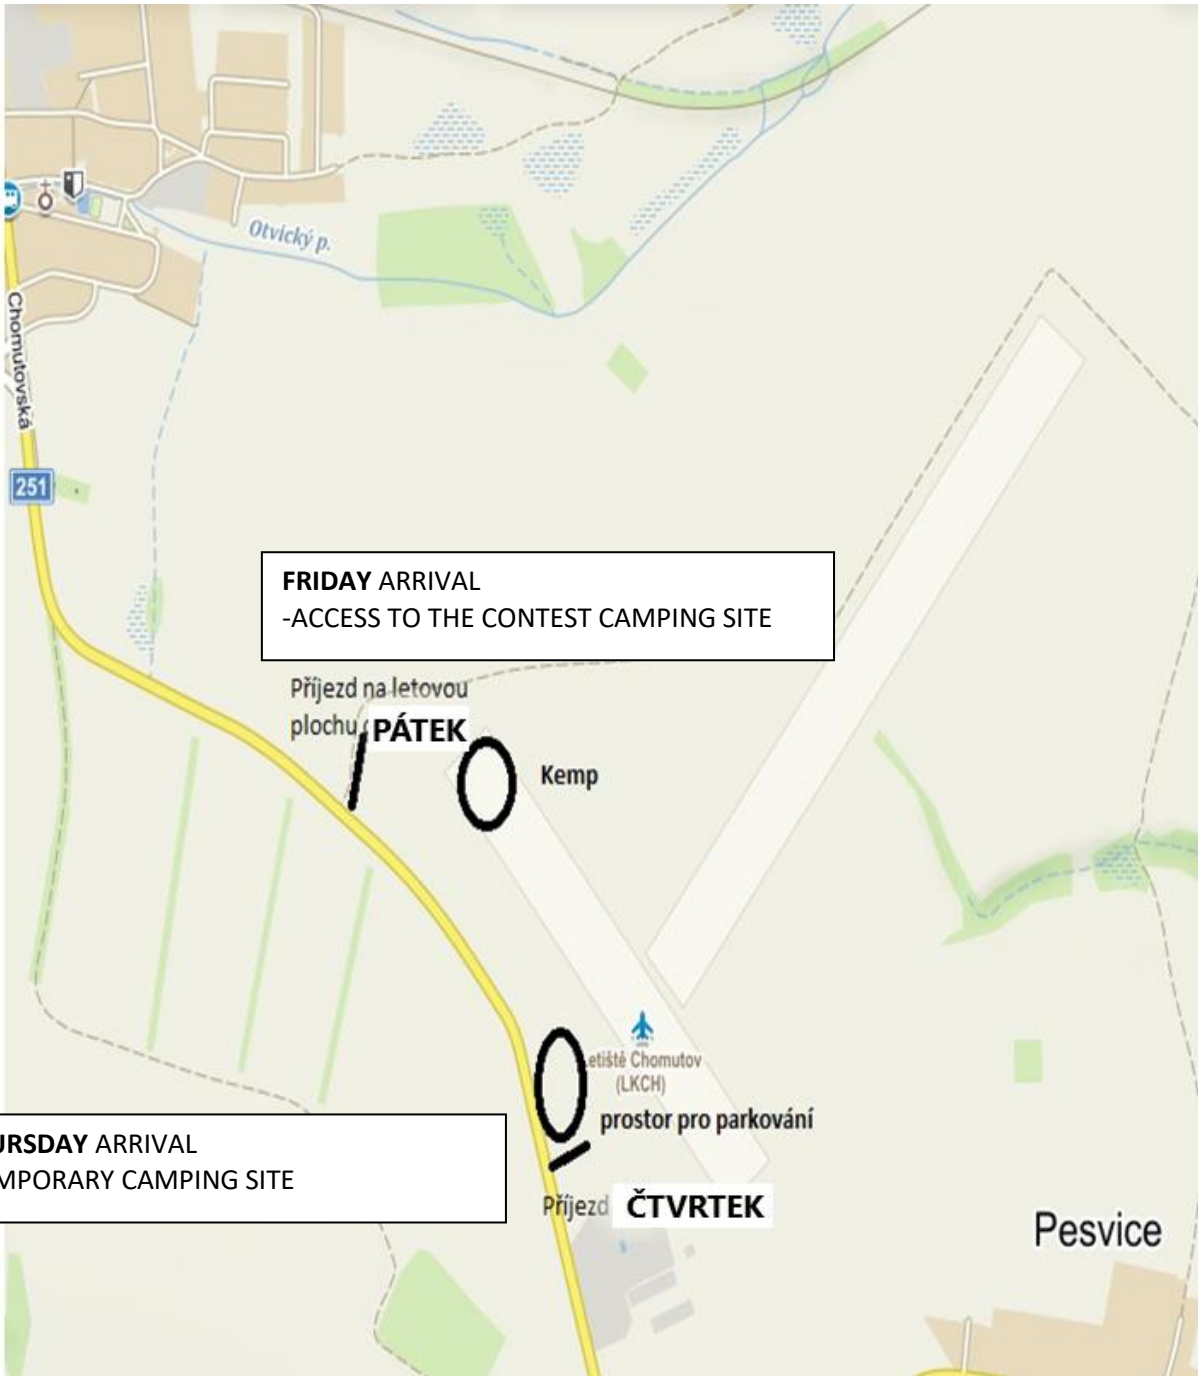 Otvický p.
Chomutovská
251
FRIDAY ARRIVAL
-ACCESS TO THE CONTEST CAMPING SITE
Příjezd na letovou
plochu PÁTEK
Kemp
etiště Chomutov
(LKCH)
prostor pro parkování
URSDAY ARRIVAL
MPORARY CAMPING SITE
Příjezd ČTVRTEK
Pesvice